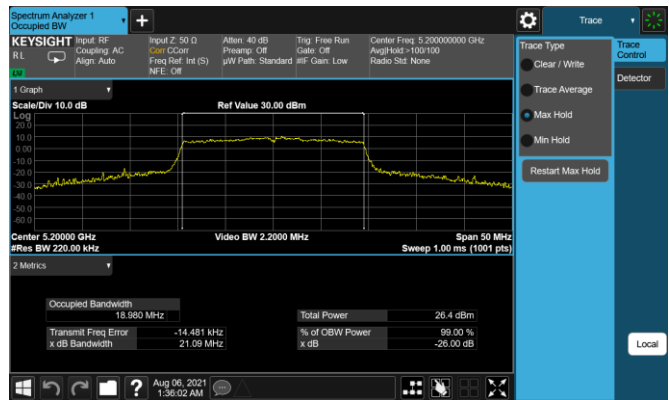 Spectrum Analyzer 1
Occupied BW
Trace
KEYSIGHT
R L
LW
Input: RF
Coupling: AC
Align: Auto
Input Z: 50 Ω
Corr CCorr
Freq Ref: Int (S)
NFE: Off
Atten: 40 dB
Preamp: Off
µW Path: Standard
Trig: Free Run
Gate: Off
#IF Gain: Low
Center Freq: 5.200000000 GHz
Avg|Hold:>100/100
Radio Std: None
Trace Type
Clear / Write
Trace Average
Max Hold
Min Hold
Restart Max Hold
Trace
Control
Detector
1 Graph
Scale/Div 10.0 dB
Ref Value 30.00 dBm
Log
20.0
10.0
0.00
-10.0
-20.0
-30.0
-40.0
-50.0
-60.0
Center 5.20000 GHz
#Res BW 220.00 kHz
Video BW 2.2000 MHz
Span 50 MHz
Sweep 1.00 ms (1001 pts)
2 Metrics
Occupied Bandwidth
18.980 MHz
Total Power
26.4 dBm
Transmit Freq Error
-14.481 kHz
% of OBW Power
99.00 %
x dB Bandwidth
21.09 MHz
x dB
-26.00 dB
Local
?
Aug 06, 2021
1:36:02 AM